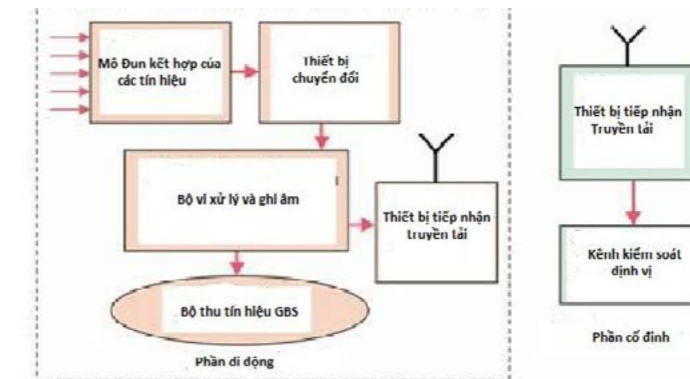 Mô Đun kết hợp của
các tín hiệu
Thiết bị
chuyển đổi
Bộ vi xử lý và ghi âm
Thiết bị tiếp nhận
truyền tải
Bộ thu tín hiệu GBS
Phần di động
Thiết bị tiếp nhận
Truyền tải
Kênh kiểm soát
định vị
Phần cố đinh